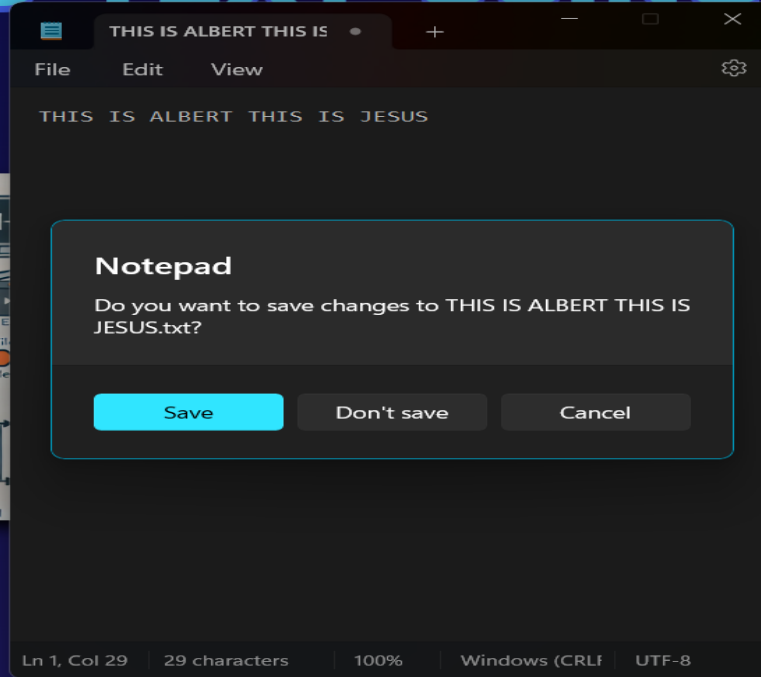 THIS IS ALBERT THIS IS
File Edit View
THIS IS ALBERT THIS IS JESUS
Notepad
Do you want to save changes to THIS IS ALBERT THIS IS
JESUS.txt?
Save Don't save Cancel
Ln 1, Col 29 29 characters 100% Windows (CRLF UTF-8